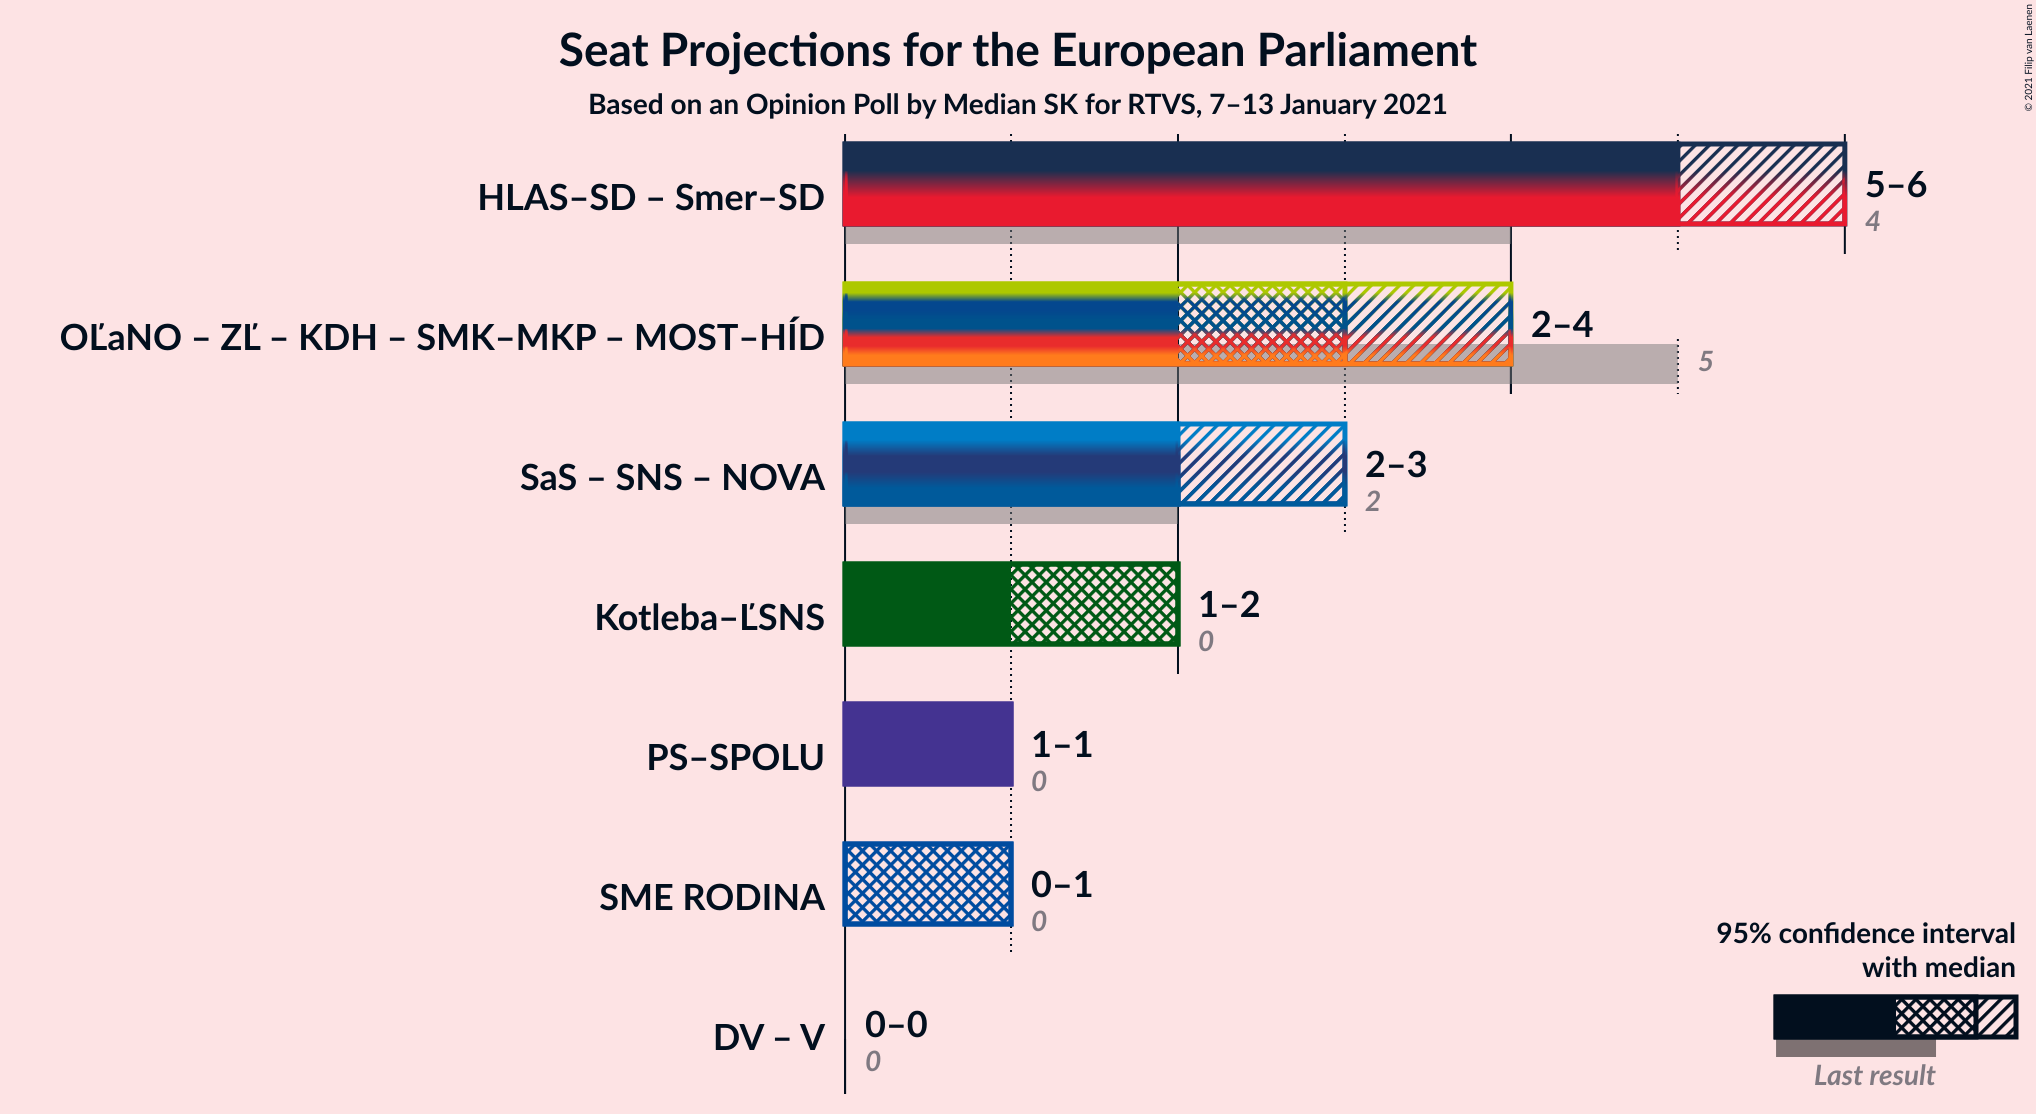 Seat Projections for the European Parliament
Based on an Opinion Poll by Median SK for RTVS, 7–13 January 2021
© 2021 Filip van Laenen
HLAS–SD – Smer–SD
5–6
4
OĽaNO – ZĽ – KDH – SMK–MKP – MOST–HÍD
2–4
5
SaS – SNS – NOVA
2–3
2
Kotleba–ĽSNS
1–2
0
PS–SPOLU
1–1
0
SME RODINA
0–1
0
DV – V
0–0
0
95% confidence interval
with median
Last result